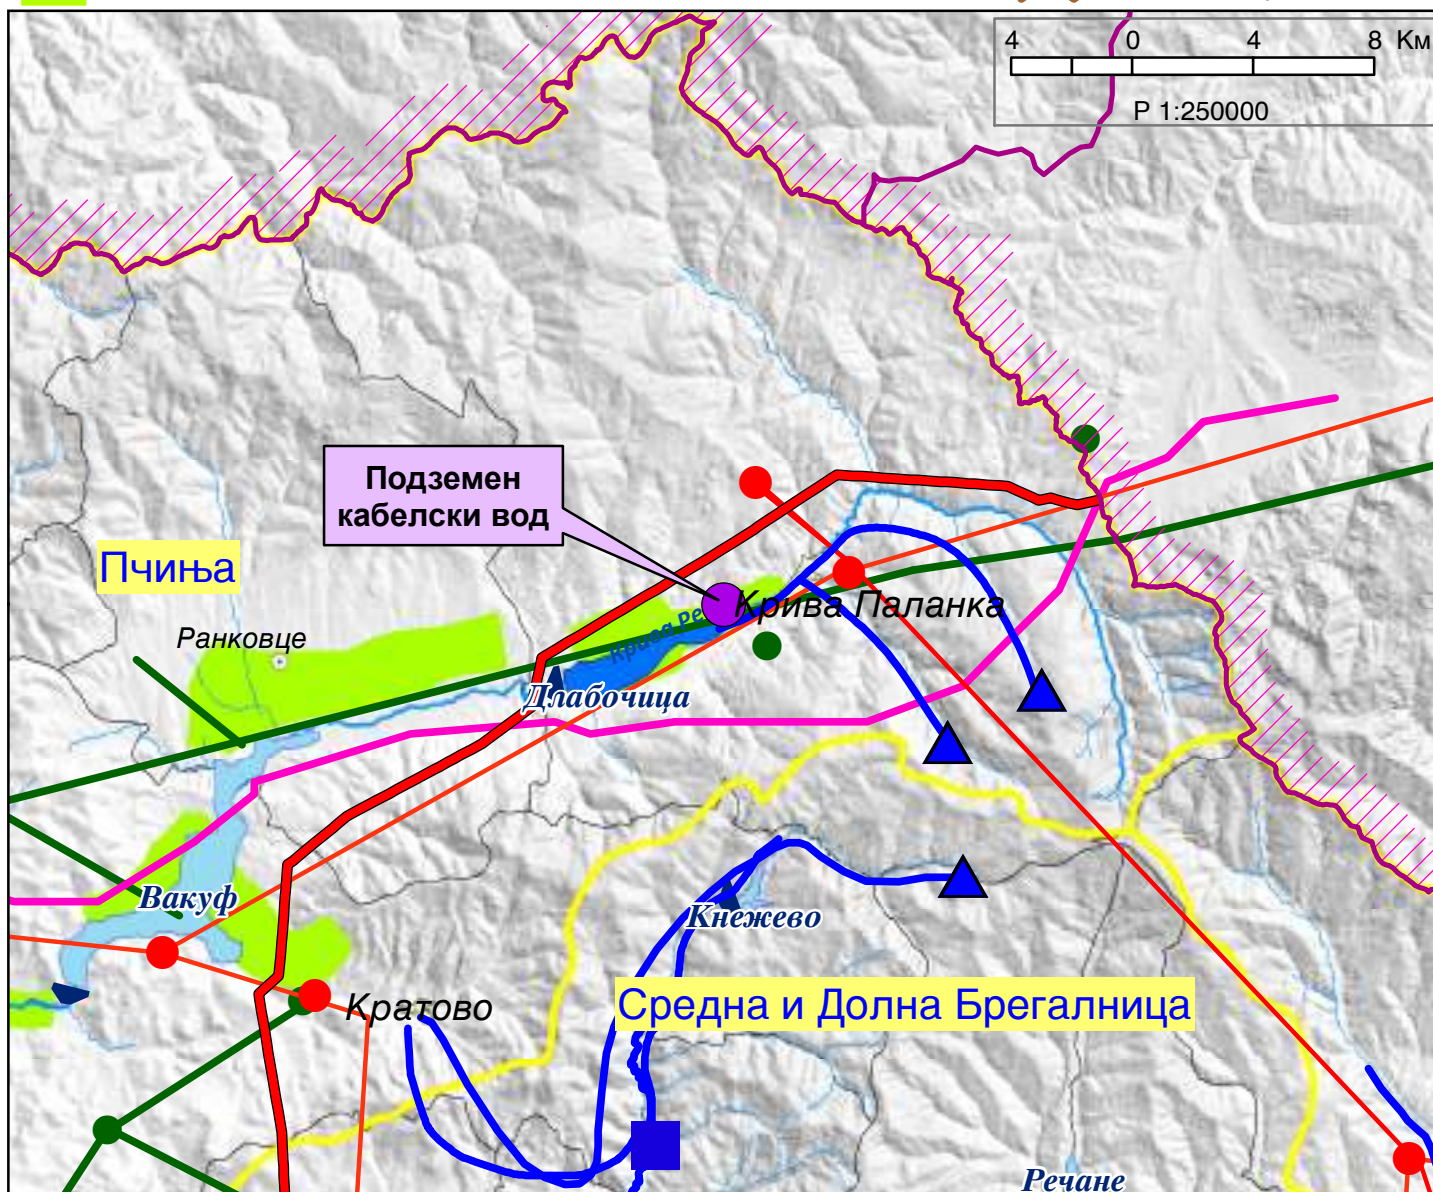 4 0 4 8 Км
Р 1:250000
Подземен
кабелски вод
Пчиња
Ранковце
Крива Паланка
Длабочица
Вакуф
Кнежево
Кратово
Средна и Долна Брегалница
Речане